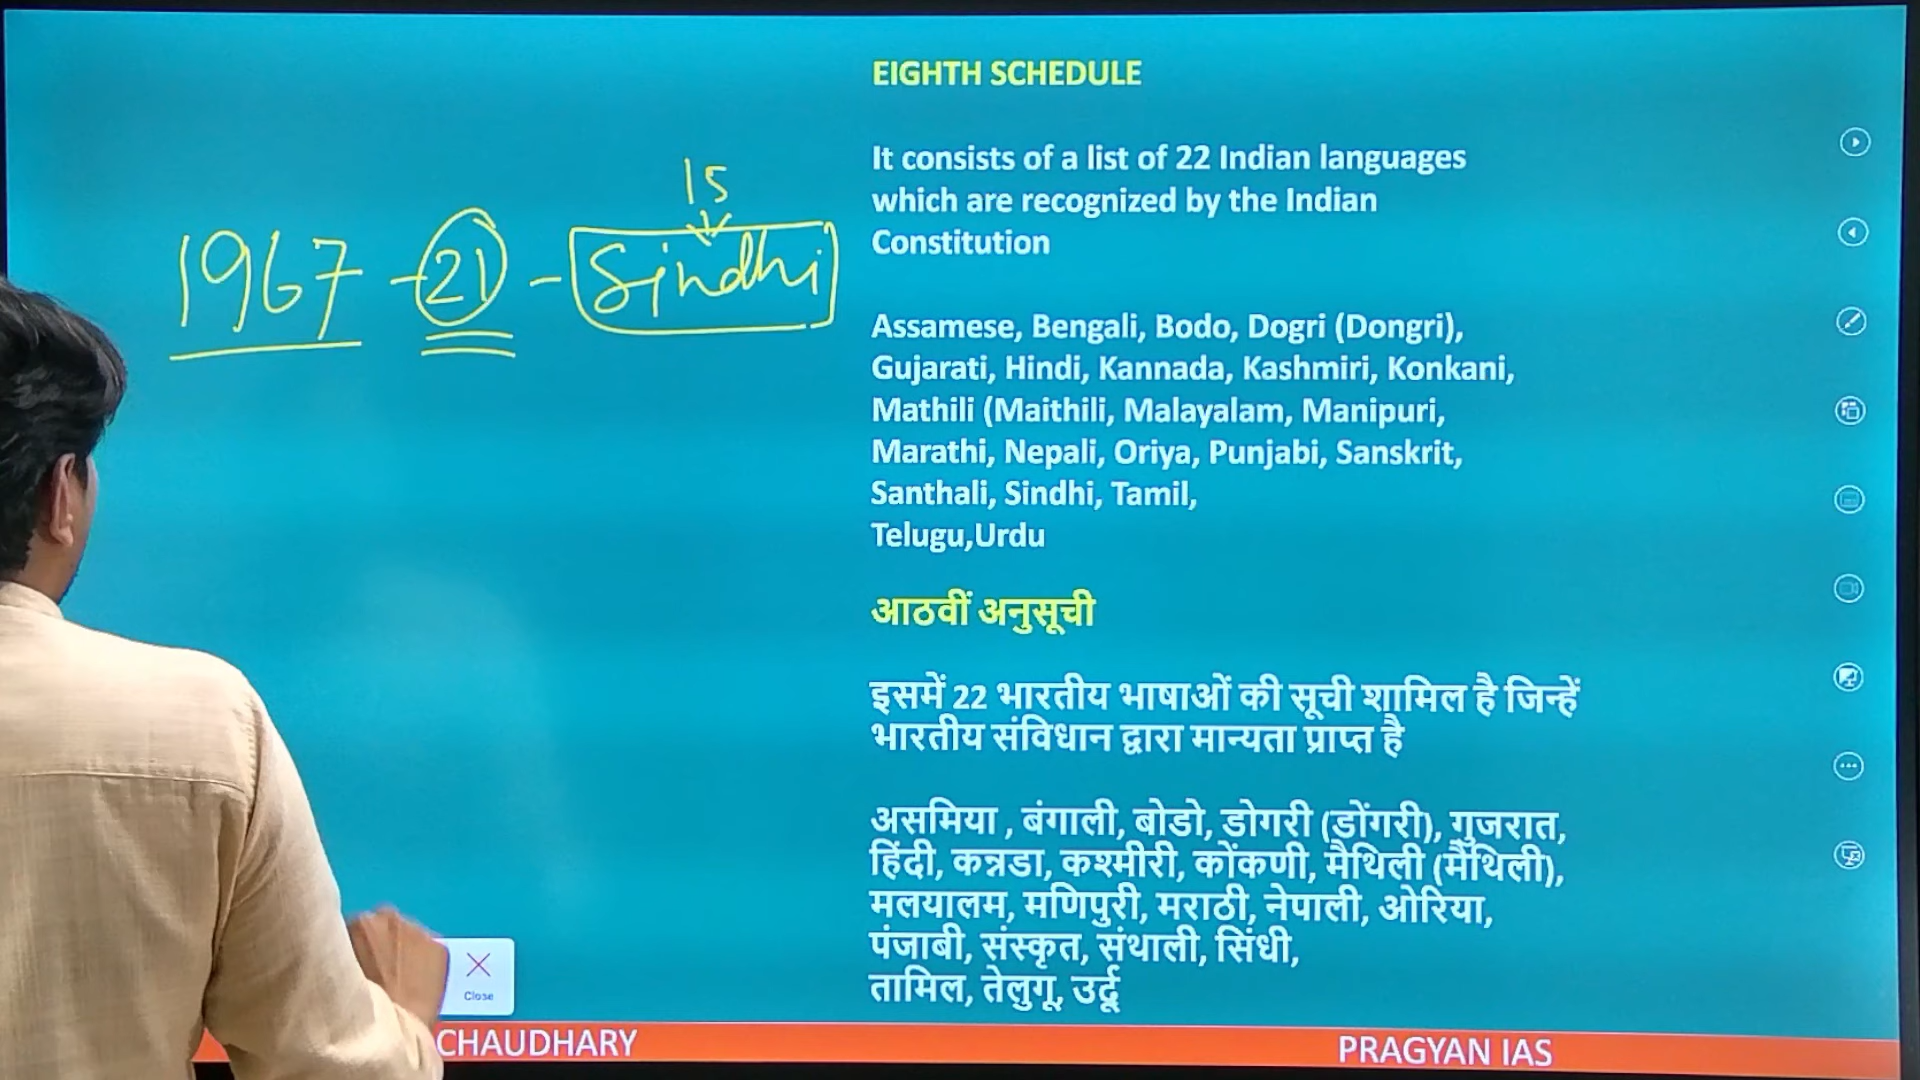 15
1967 - 21 - Sindhi
EIGHTH SCHEDULE
It consists of a list of 22 Indian languages
which are recognized by the Indian
Constitution
Assamese, Bengali, Bodo, Dogri (Dongri),
Gujarati, Hindi, Kannada, Kashmiri, Konkani,
Mathili (Maithili, Malayalam, Manipuri,
Marathi, Nepali, Oriya, Punjabi, Sanskrit,
Santhali, Sindhi, Tamil,
Telugu,Urdu
आठवीं अनुसूची
इसमें 22 भारतीय भाषाओं की सूची शामिल है जिन्हें
भारतीय संविधान द्वारा मान्यता प्राप्त है
असमिया , बंगाली, बोडो, डोगरी (डोंगरी), गुजरात,
हिंदी, कन्नडा, कश्मीरी, कोंकणी, मैथिली (मैंथिली),
मलयालम, मणिपुरी, मराठी, नेपाली, ओरिया,
पंजाबी, संस्कृत, संथाली, सिंधी,
तामिल, तेलुगू, उर्दू
Close
CHAUDHARY
PRAGYAN IAS